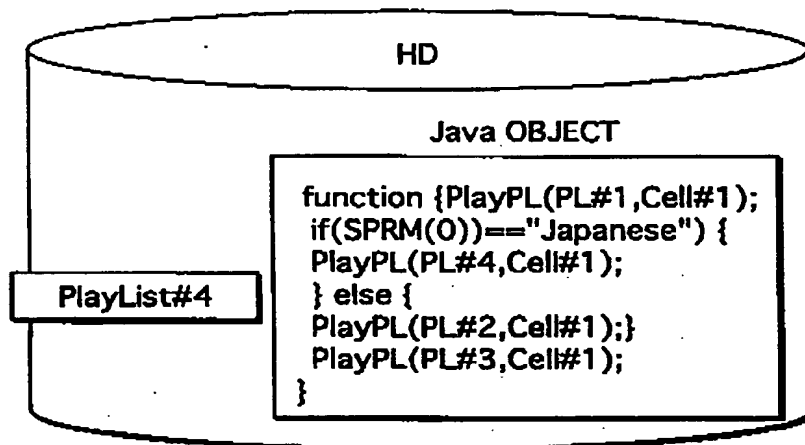 HD
Java OBJECT
function {PlayPL(PL#1,Cell#1);
if(SPRM(0))=="Japanese") {
PlayPL(PL#4,Cell#1);
} else {
PlayPL(PL#2,Cell#1);}
PlayPL(PL#3,Cell#1);
}
PlayList#4